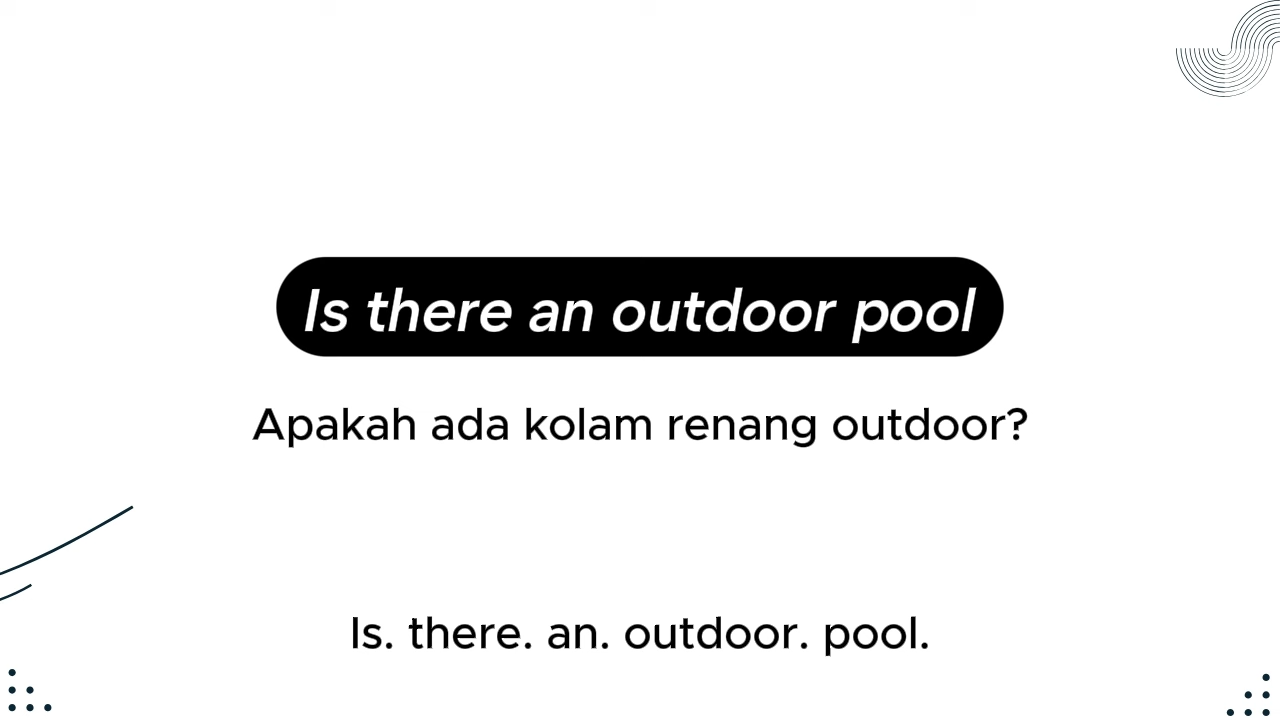 Is there an outdoor pool
Apakah ada kolam renang outdoor?
Is. there. an. outdoor. pool.